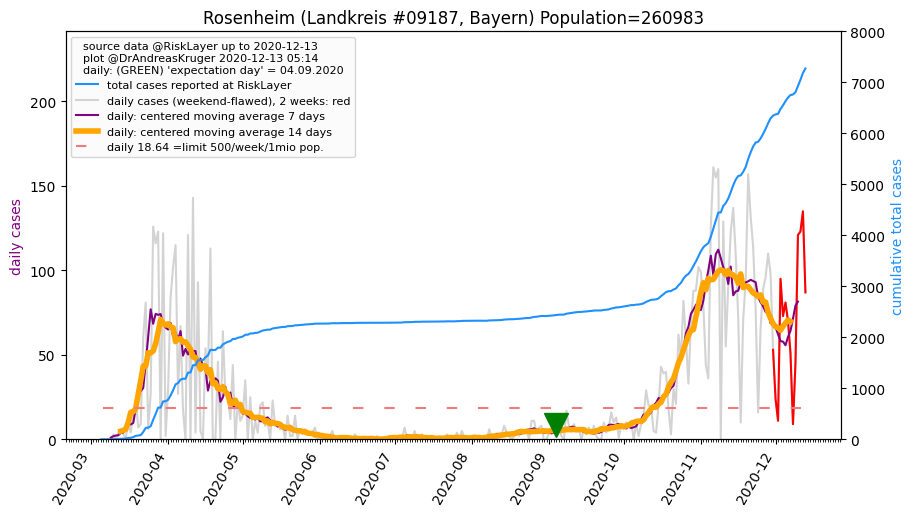 Rosenheim (Landkreis #09187, Bayern) Population=260983
source data @RiskLayer up to 2020-12-13
plot @DrAndreasKruger 2020-12-13 05:14
daily: (GREEN) 'expectation day' = 04.09.2020
total cases reported at RiskLayer
daily cases (weekend-flawed), 2 weeks: red
daily: centered moving average 7 days
daily: centered moving average 14 days
daily 18.64 =limit 500/week/1mio pop.
daily cases
200
150
100
50
0
8000
7000
6000
5000
4000
3000
2000
1000
0
cumulative total cases
2020-03
2020-04
2020-05
2020-06
2020-07
2020-08
2020-09
2020-10
2020-11
2020-12